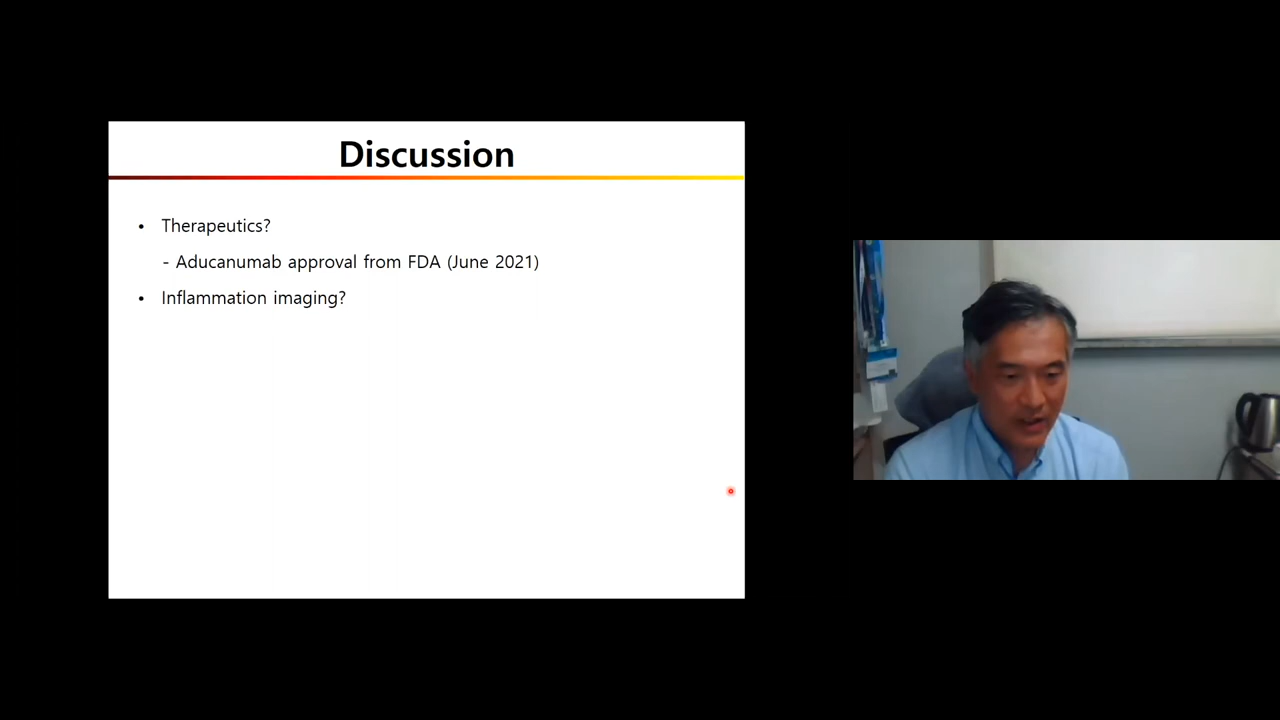 Discussion
• Therapeutics?
- Aducanumab approval from FDA (June 2021)
• Inflammation imaging?